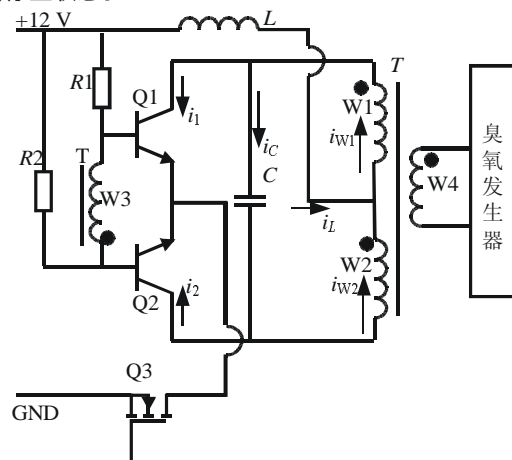 +12 V
L
R1
Q1
T
i1
W1
R2
T
iC
iW1
C
W3
W4
臭氧发生器
iL
W2
i2
iW2
Q2
Q3
GND